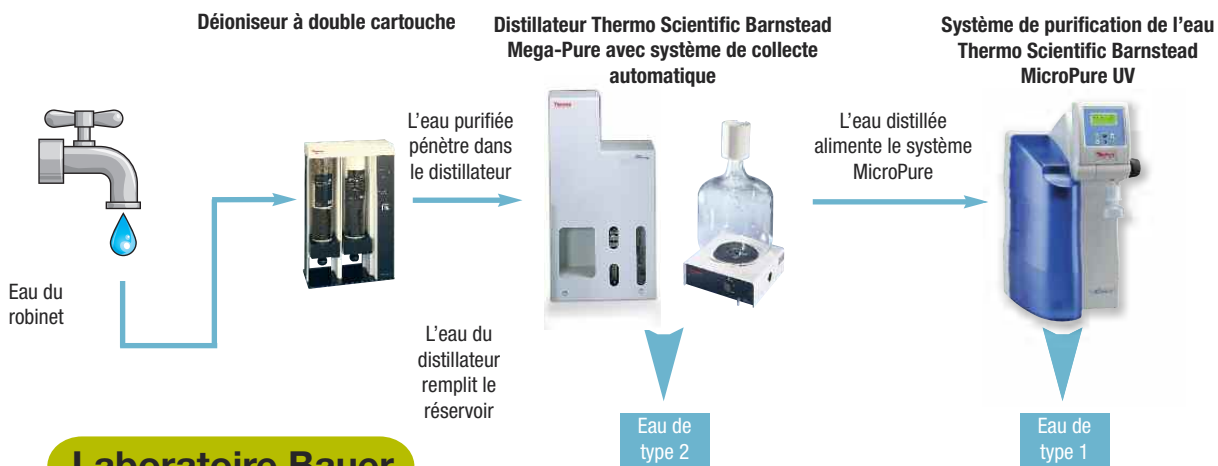 Déioniseur à double cartouche
Distillateur Thermo Scientific Barnstead
Mega-Pure avec système de collecte
automatique
Système de purification de l'eau
Thermo Scientific Barnstead
MicroPure UV
L'eau purifiée
pénètre dans
le distillateur
L'eau distillée
alimente le système
MicroPure
Eau du
robinet
L'eau du
distillateur
remplit le
réservoir
Eau de
type 2
Eau de
type 1
Laboratoire Bauer